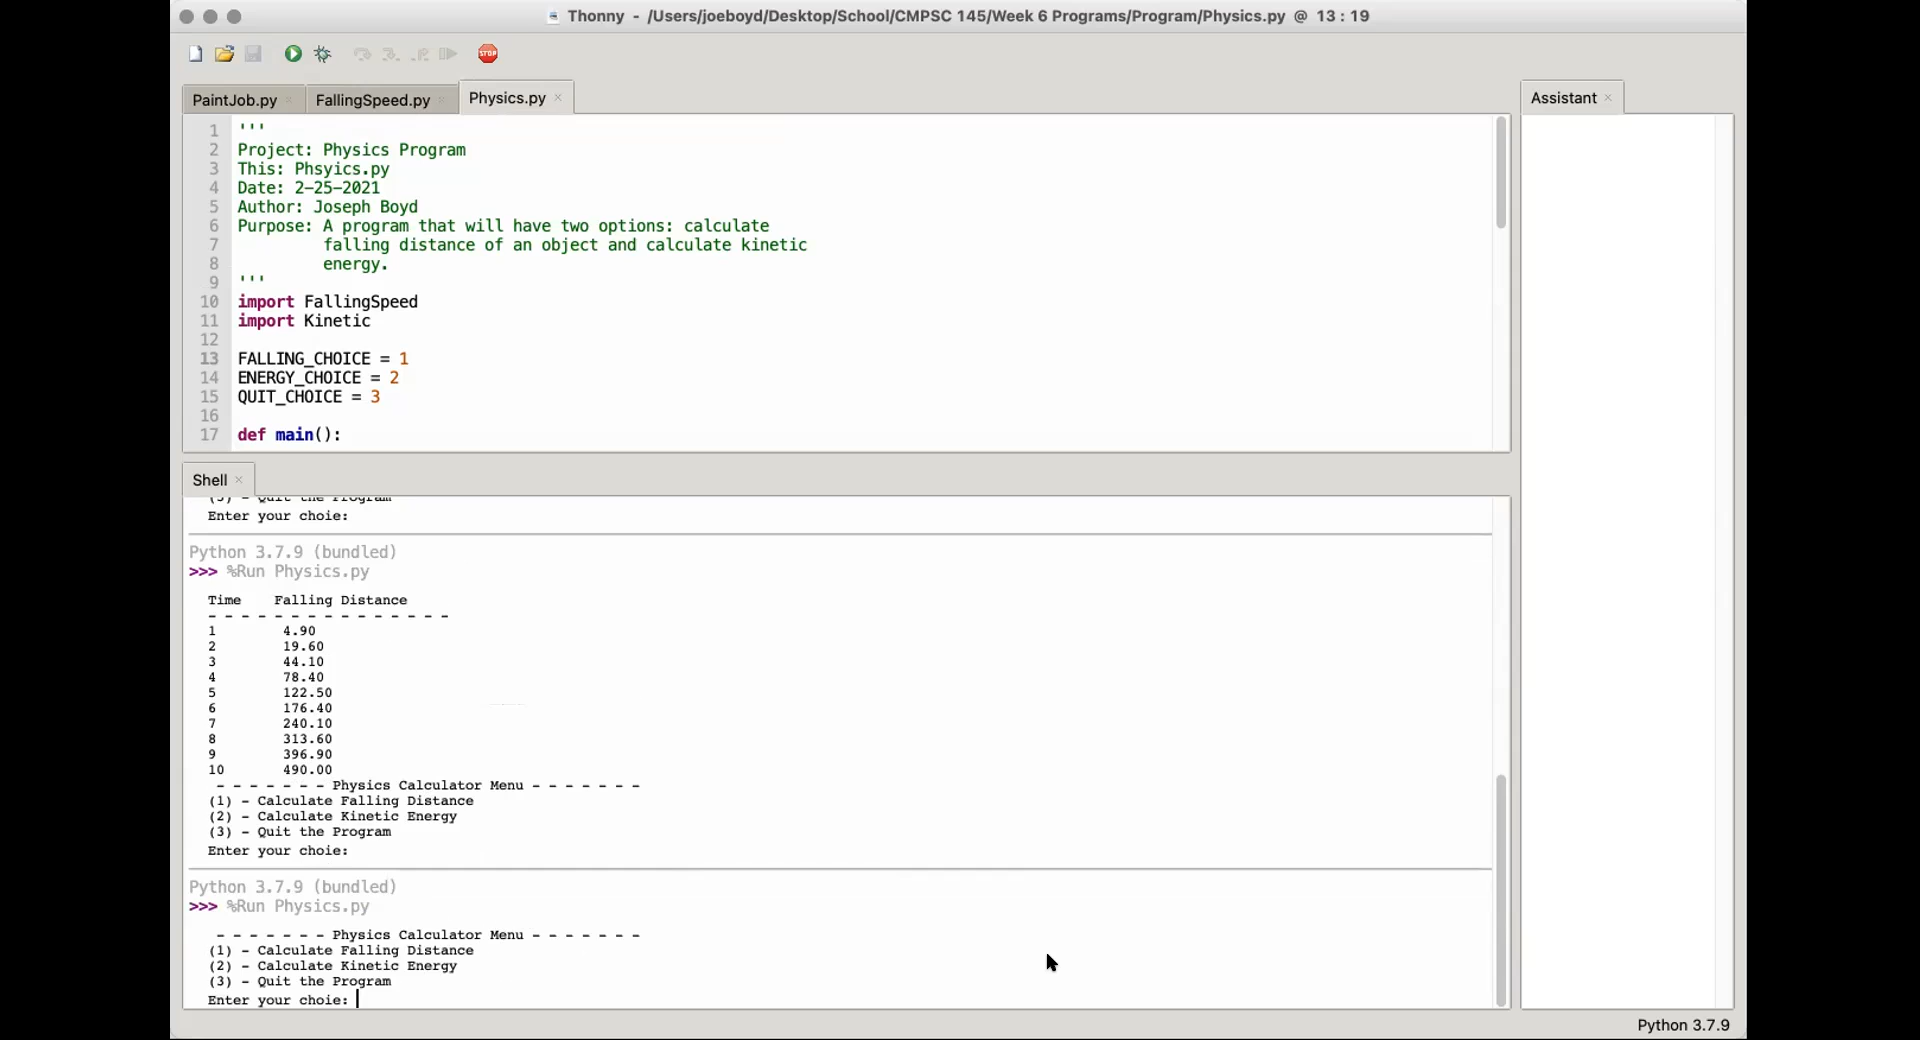 Thonny - /Users/joeboyd/Desktop/School/CMPSC 145/Week 6 Programs/Program/Physics.py @ 13 : 19
STOP
PaintJob.py × FallingSpeed.py × Physics.py ×
Assistant ×
1 '''
2 Project: Physics Program
3 This: Phsyics.py
4 Date: 2-25-2021
5 Author: Joseph Boyd
6 Purpose: A program that will have two options: calculate
7 falling distance of an object and calculate kinetic
8 energy.
9 '''
10 import FallingSpeed
11 import Kinetic
12
13 FALLING_CHOICE = 1
14 ENERGY_CHOICE = 2
15 QUIT_CHOICE = 3
16
17 def main():
Shell ×
(3) - Quit the Program
Enter your choie:
Python 3.7.9 (bundled)
>>> %Run Physics.py
Time Falling Distance
- - - - - - - - - - - - - - -
1 4.90
2 19.60
3 44.10
4 78.40
5 122.50
6 176.40
7 240.10
8 313.60
9 396.90
10 490.00
- - - - - - - Physics Calculator Menu - - - - - - -
(1) - Calculate Falling Distance
(2) - Calculate Kinetic Energy
(3) - Quit the Program
Enter your choie:
Python 3.7.9 (bundled)
>>> %Run Physics.py
- - - - - - - Physics Calculator Menu - - - - - - -
(1) - Calculate Falling Distance
(2) - Calculate Kinetic Energy
(3) - Quit the Program
Enter your choie:
Python 3.7.9